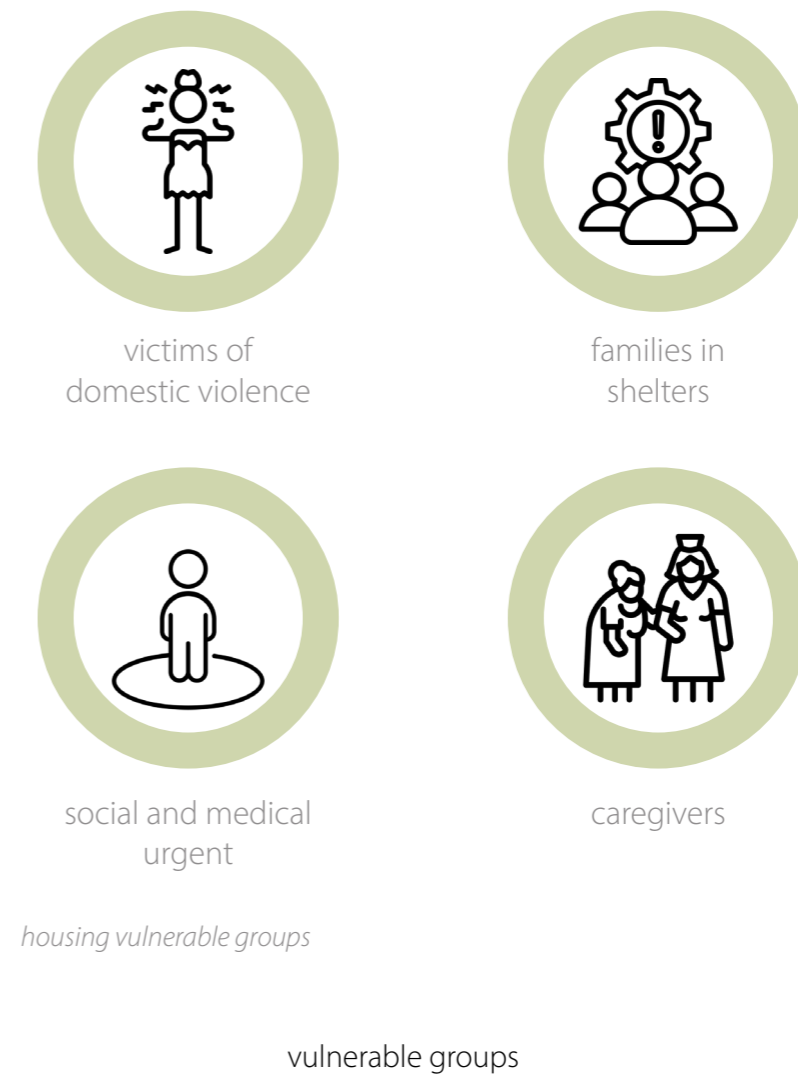 victims of
domestic violence
families in
shelters
social and medical
urgent
caregivers
housing vulnerable groups
vulnerable groups